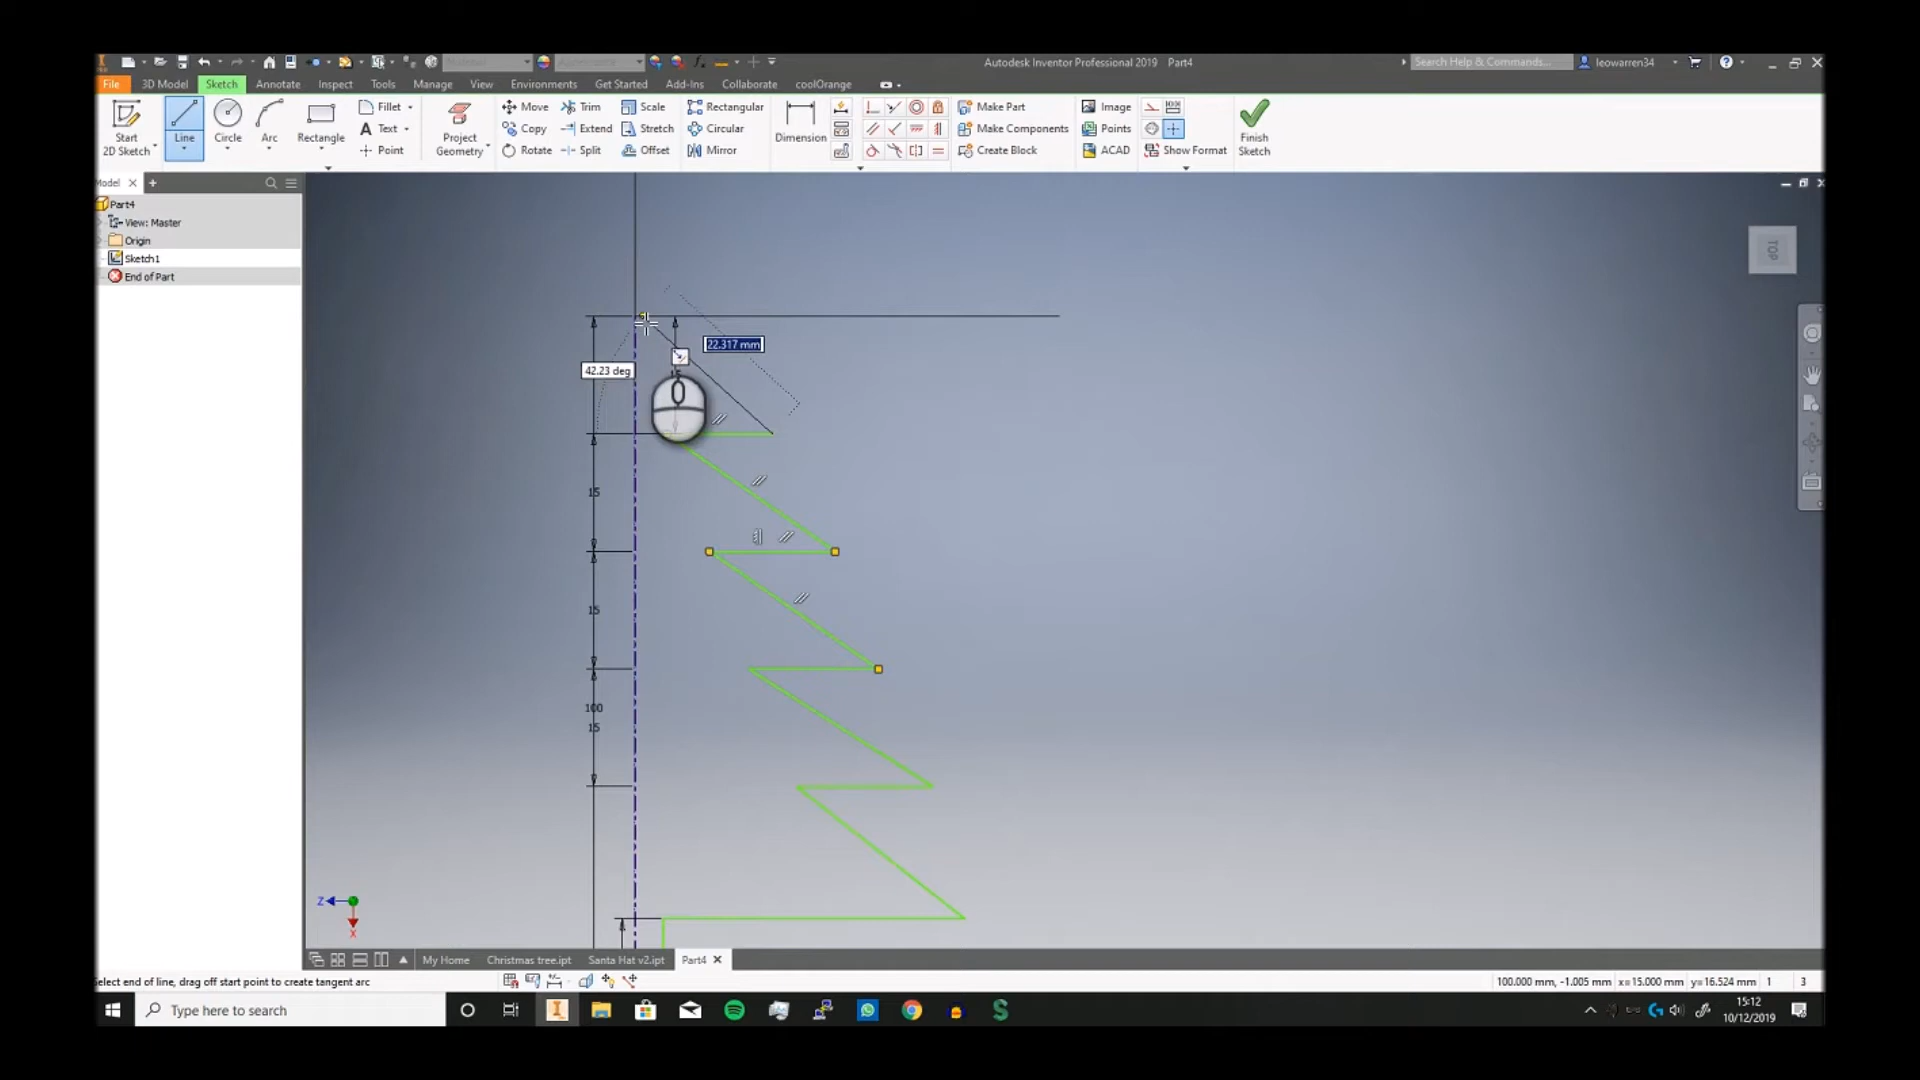 Autodesk Inventor Professional 2019 Part4
Search Help & Commands...
leowarren34
File 3D Model Sketch Annotate Inspect Tools Manage View Environments Get Started Add-Ins Collaborate coolOrange
Start
2D Sketch
Line
Circle
Arc
Rectangle
Fillet
Text
Point
Project
Geometry
Move
Copy
Rotate
Trim
Extend
Split
Scale
Stretch
Offset
Rectangular
Circular
Mirror
Dimension
Make Part
Make Components
Create Block
Image
Points
ACAD
Show Format
Finish
Sketch
Model
Part4
View: Master
Origin
Sketch1
End of Part
TOP
22.317 mm
42.23 deg
15
15
100
15
Z
X
My Home Christmas tree.ipt Santa Hat v2.ipt Part4
Select end of line, drag off start point to create tangent arc
100.000 mm, -1.005 mm x=15.000 mm y=16.524 mm 1 3
Type here to search
15:12
10/12/2019